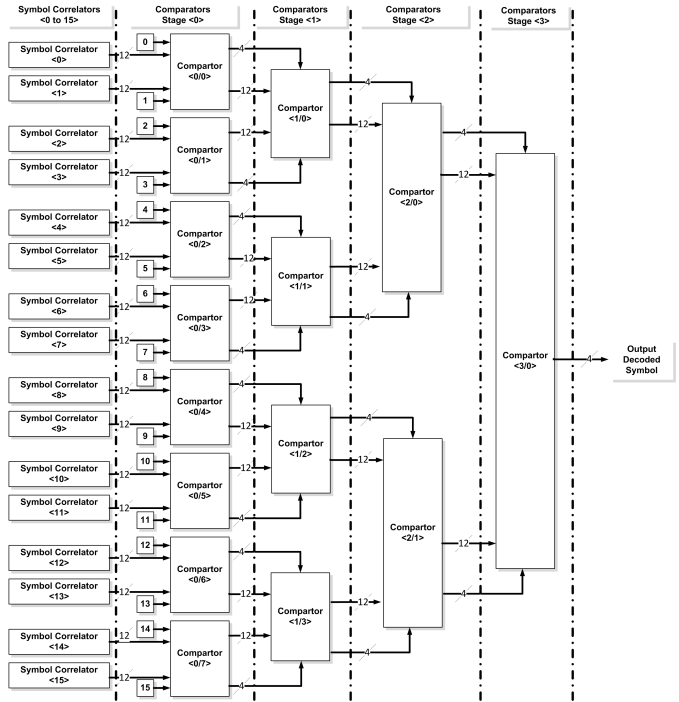 Symbol Correlators
<0 to 15>
Comparators
Stage <0>
Comparators
Stage <1>
Comparators
Stage <2>
Comparators
Stage <3>
Symbol Correlator
<0>
12
0
Compartor
<0/0>
4
Symbol Correlator
<1>
12
1
12
Compartor
<1/0>
4
12
Symbol Correlator
<2>
12
2
Compartor
<0/1>
12
Symbol Correlator
<3>
12
3
4
Compartor
<2/0>
4
12
Symbol Correlator
<4>
12
4
Compartor
<0/2>
4
Symbol Correlator
<5>
12
5
12
Compartor
<1/1>
12
4
Symbol Correlator
<6>
12
6
Compartor
<0/3>
12
Symbol Correlator
<7>
12
7
4
Compartor
<3/0>
4
Output
Decoded
Symbol
Symbol Correlator
<8>
12
8
Compartor
<0/4>
4
Symbol Correlator
<9>
12
9
12
Compartor
<1/2>
4
12
Symbol Correlator
<10>
12
10
Compartor
<0/5>
12
Symbol Correlator
<11>
12
11
4
Compartor
<2/1>
12
4
Symbol Correlator
<12>
12
12
Compartor
<0/6>
4
Symbol Correlator
<13>
12
13
12
Compartor
<1/3>
12
4
Symbol Correlator
<14>
12
14
Compartor
<0/7>
12
Symbol Correlator
<15>
12
15
4